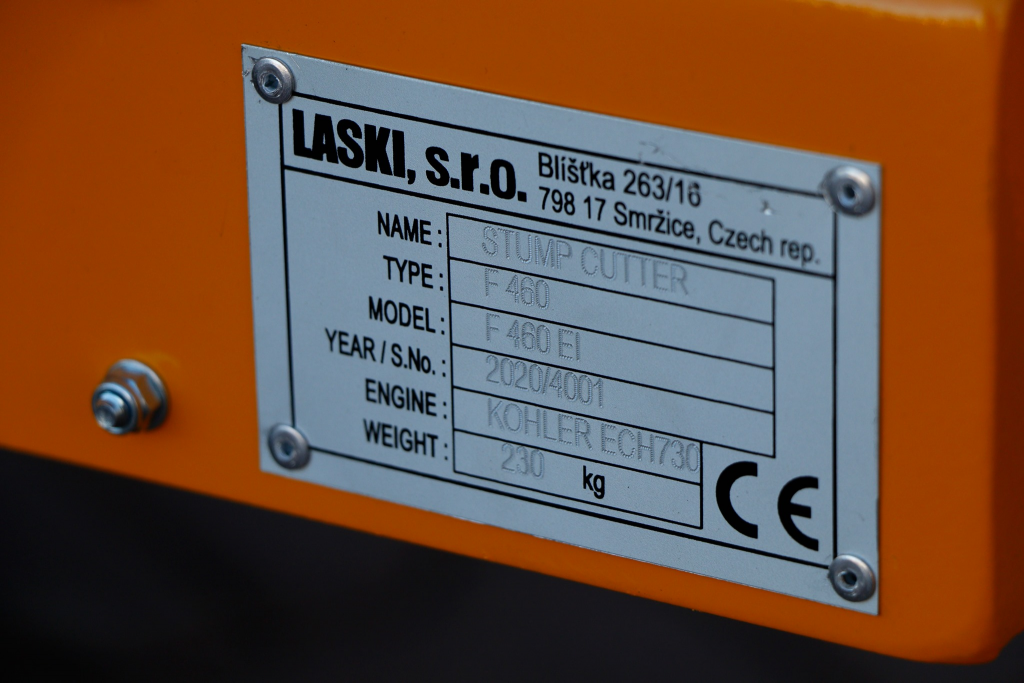 LASKI, s.r.o. Blíšťka 263/16
798 17 Smržice, Czech rep.
NAME : STUMP CUTTER
TYPE : F 460
MODEL : F 460 EI
YEAR / S.No. : 2020/4001
ENGINE : KOHLER ECH730
WEIGHT : 230 kg
CE